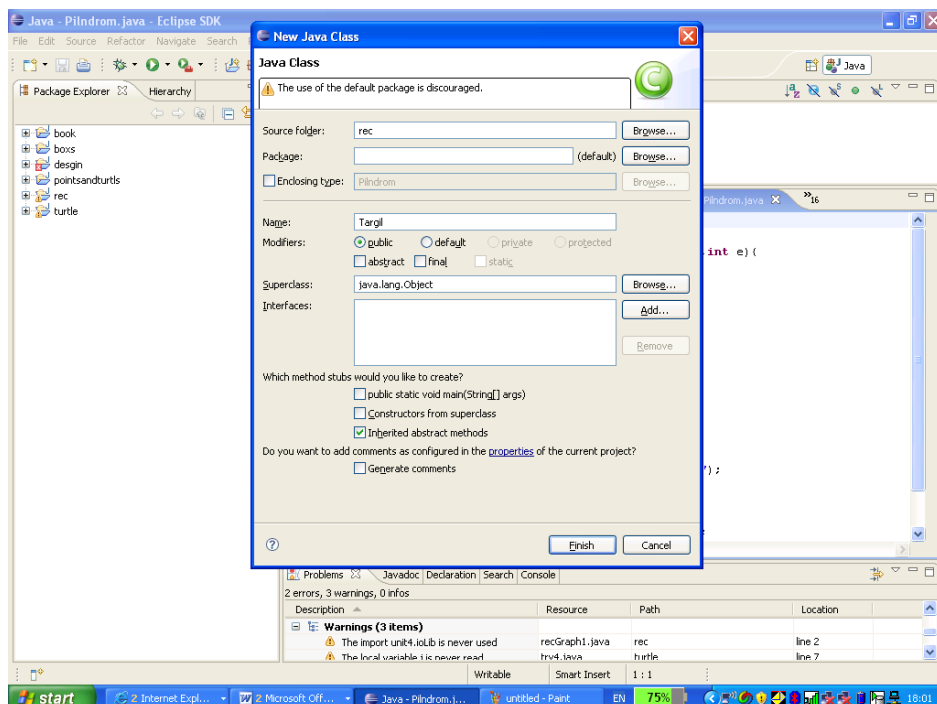 Java - Pilndrom.java - Eclipse SDK
File Edit Source Refactor Navigate Search
Java
Package Explorer Hierarchy
book
boxs
desgin
pointsandturtls
rec
turtle
New Java Class
Java Class
The use of the default package is discouraged.
Source folder: rec Browse...
Package: (default) Browse...
Enclosing type: Pilndrom Browse...
Name: Targil
Modifiers: public default private protected
abstract final static
Superclass: java.lang.Object Browse...
Interfaces: Add...
Remove
Which method stubs would you like to create?
public static void main(String[] args)
Constructors from superclass
Inherited abstract methods
Do you want to add comments as configured in the properties of the current project?
Generate comments
Finish Cancel
Pilndrom.java 16
int e){
");
Problems Javadoc Declaration Search Console
2 errors, 3 warnings, 0 infos
Description Resource Path Location
Warnings (3 items)
The import unit4.ioLib is never used recGraph1.java rec line 2
The local variable i is never read try4.java turtle line 7
Writable Smart Insert 1 : 1
start 2 Internet Expl... 2 Microsoft Off... Java - Pilndrom.j... untitled - Paint EN 75% 18:01